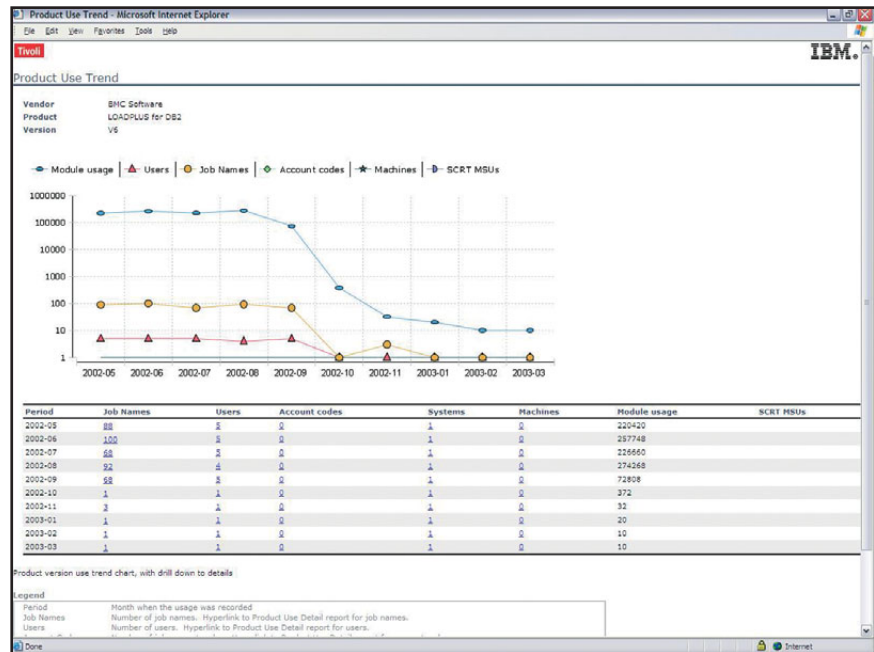 Product Use Trend - Microsoft Internet Explorer
File Edit View Favorites Tools Help
Tivoli
IBM.
Product Use Trend
Vendor BMC Software
Product LOADPLUS for DB2
Version V6
Module usage Users Job Names Account codes Machines SCRT MSUs
1000000
100000
10000
1000
100
10
1
2002-05 2002-06 2002-07 2002-08 2002-09 2002-10 2002-11 2003-01 2003-02 2003-03
Period Job Names Users Account codes Systems Machines Module usage SCRT MSUs
2002-05 88 5 0 1 0 220420
2002-06 100 5 0 1 0 257748
2002-07 68 5 0 1 0 226660
2002-08 92 4 0 1 0 274268
2002-09 68 5 0 1 0 72808
2002-10 1 1 0 1 0 372
2002-11 3 1 0 1 0 32
2003-01 1 1 0 1 0 20
2003-02 1 1 0 1 0 10
2003-03 1 1 0 1 0 10
Product version use trend chart, with drill down to details
Legend
Period Month when the usage was recorded
Job Names Number of job names. Hyperlink to Product Use Detail report for job names.
Users Number of users. Hyperlink to Product Use Detail report for users.
Done Internet